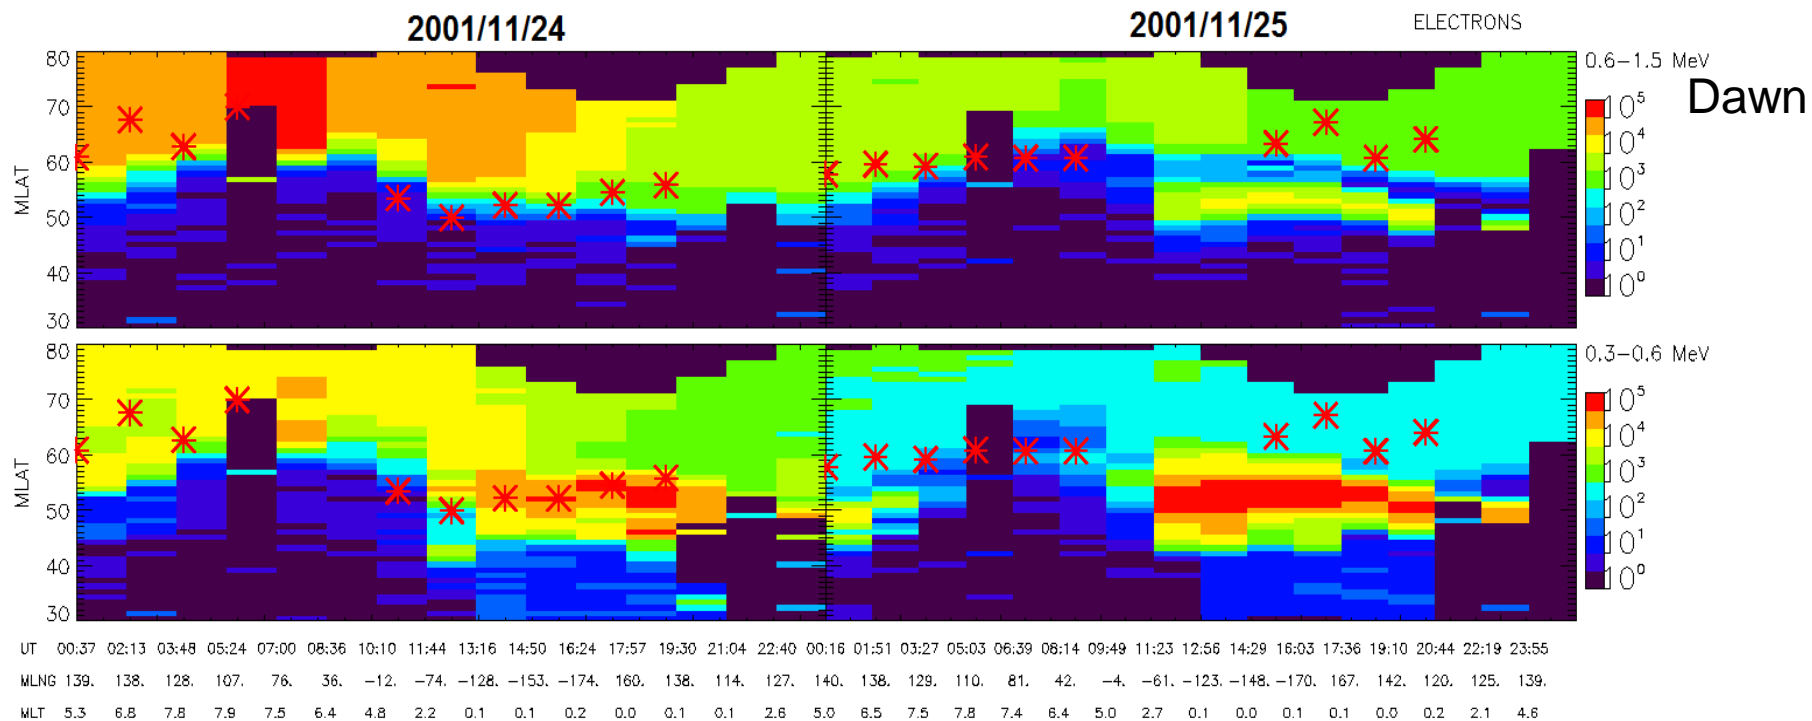 2001/11/24 2001/11/25 ELECTRONS
0.6-1.5 MeV
Dawn
80
70
60
50
40
30
MLAT
10⁵
10⁴
10³
10²
10¹
10⁰
0.3-0.6 MeV
80
70
60
50
40
30
MLAT
10⁵
10⁴
10³
10²
10¹
10⁰
UT 00:37 02:13 03:48 05:24 07:00 08:36 10:10 11:44 13:16 14:50 16:24 17:57 19:30 21:04 22:40 00:16 01:51 03:27 05:03 06:39 08:14 09:49 11:23 12:56 14:29 16:03 17:36 19:10 20:44 22:19 23:55
MLNG 139. 138. 128. 107. 76. 36. -12. -74. -128. -153. -174. 160. 138. 114. 127. 140. 138. 129. 110. 81. 42. -4. -61. -123. -148. -170. 167. 142. 120. 125. 139.
MLT 5.3 6.8 7.8 7.9 7.5 6.4 4.8 2.2 0.1 0.1 0.2 0.0 0.1 0.1 2.6 5.0 6.5 7.5 7.8 7.4 6.4 5.0 2.7 0.1 0.0 0.1 0.1 0.0 0.2 2.1 4.6